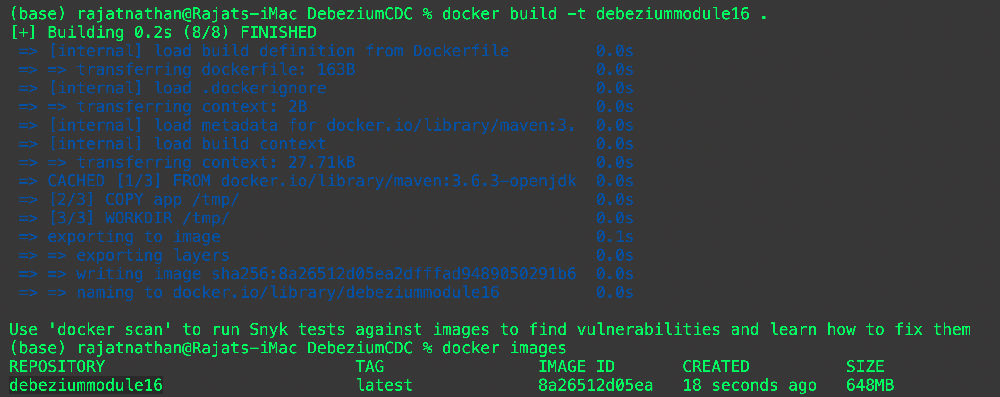 (base) rajatnathan@Rajats-iMac DebeziumCDC % docker build -t debeziummodule16 .
[+] Building 0.2s (8/8) FINISHED
=> [internal] load build definition from Dockerfile 0.0s
=> => transferring dockerfile: 163B 0.0s
=> [internal] load .dockerignore 0.0s
=> => transferring context: 2B 0.0s
=> [internal] load metadata for docker.io/library/maven:3. 0.0s
=> [internal] load build context 0.0s
=> => transferring context: 27.71kB 0.0s
=> CACHED [1/3] FROM docker.io/library/maven:3.6.3-openjdk 0.0s
=> [2/3] COPY app /tmp/ 0.0s
=> [3/3] WORKDIR /tmp/ 0.0s
=> exporting to image 0.1s
=> => exporting layers 0.0s
=> => writing image sha256:8a26512d05ea2dfffad9489050291b6 0.0s
=> => naming to docker.io/library/debeziummodule16 0.0s
Use 'docker scan' to run Snyk tests against images to find vulnerabilities and learn how to fix them
(base) rajatnathan@Rajats-iMac DebeziumCDC % docker images
REPOSITORY TAG IMAGE ID CREATED SIZE
debeziummodule16 latest 8a26512d05ea 18 seconds ago 648MB